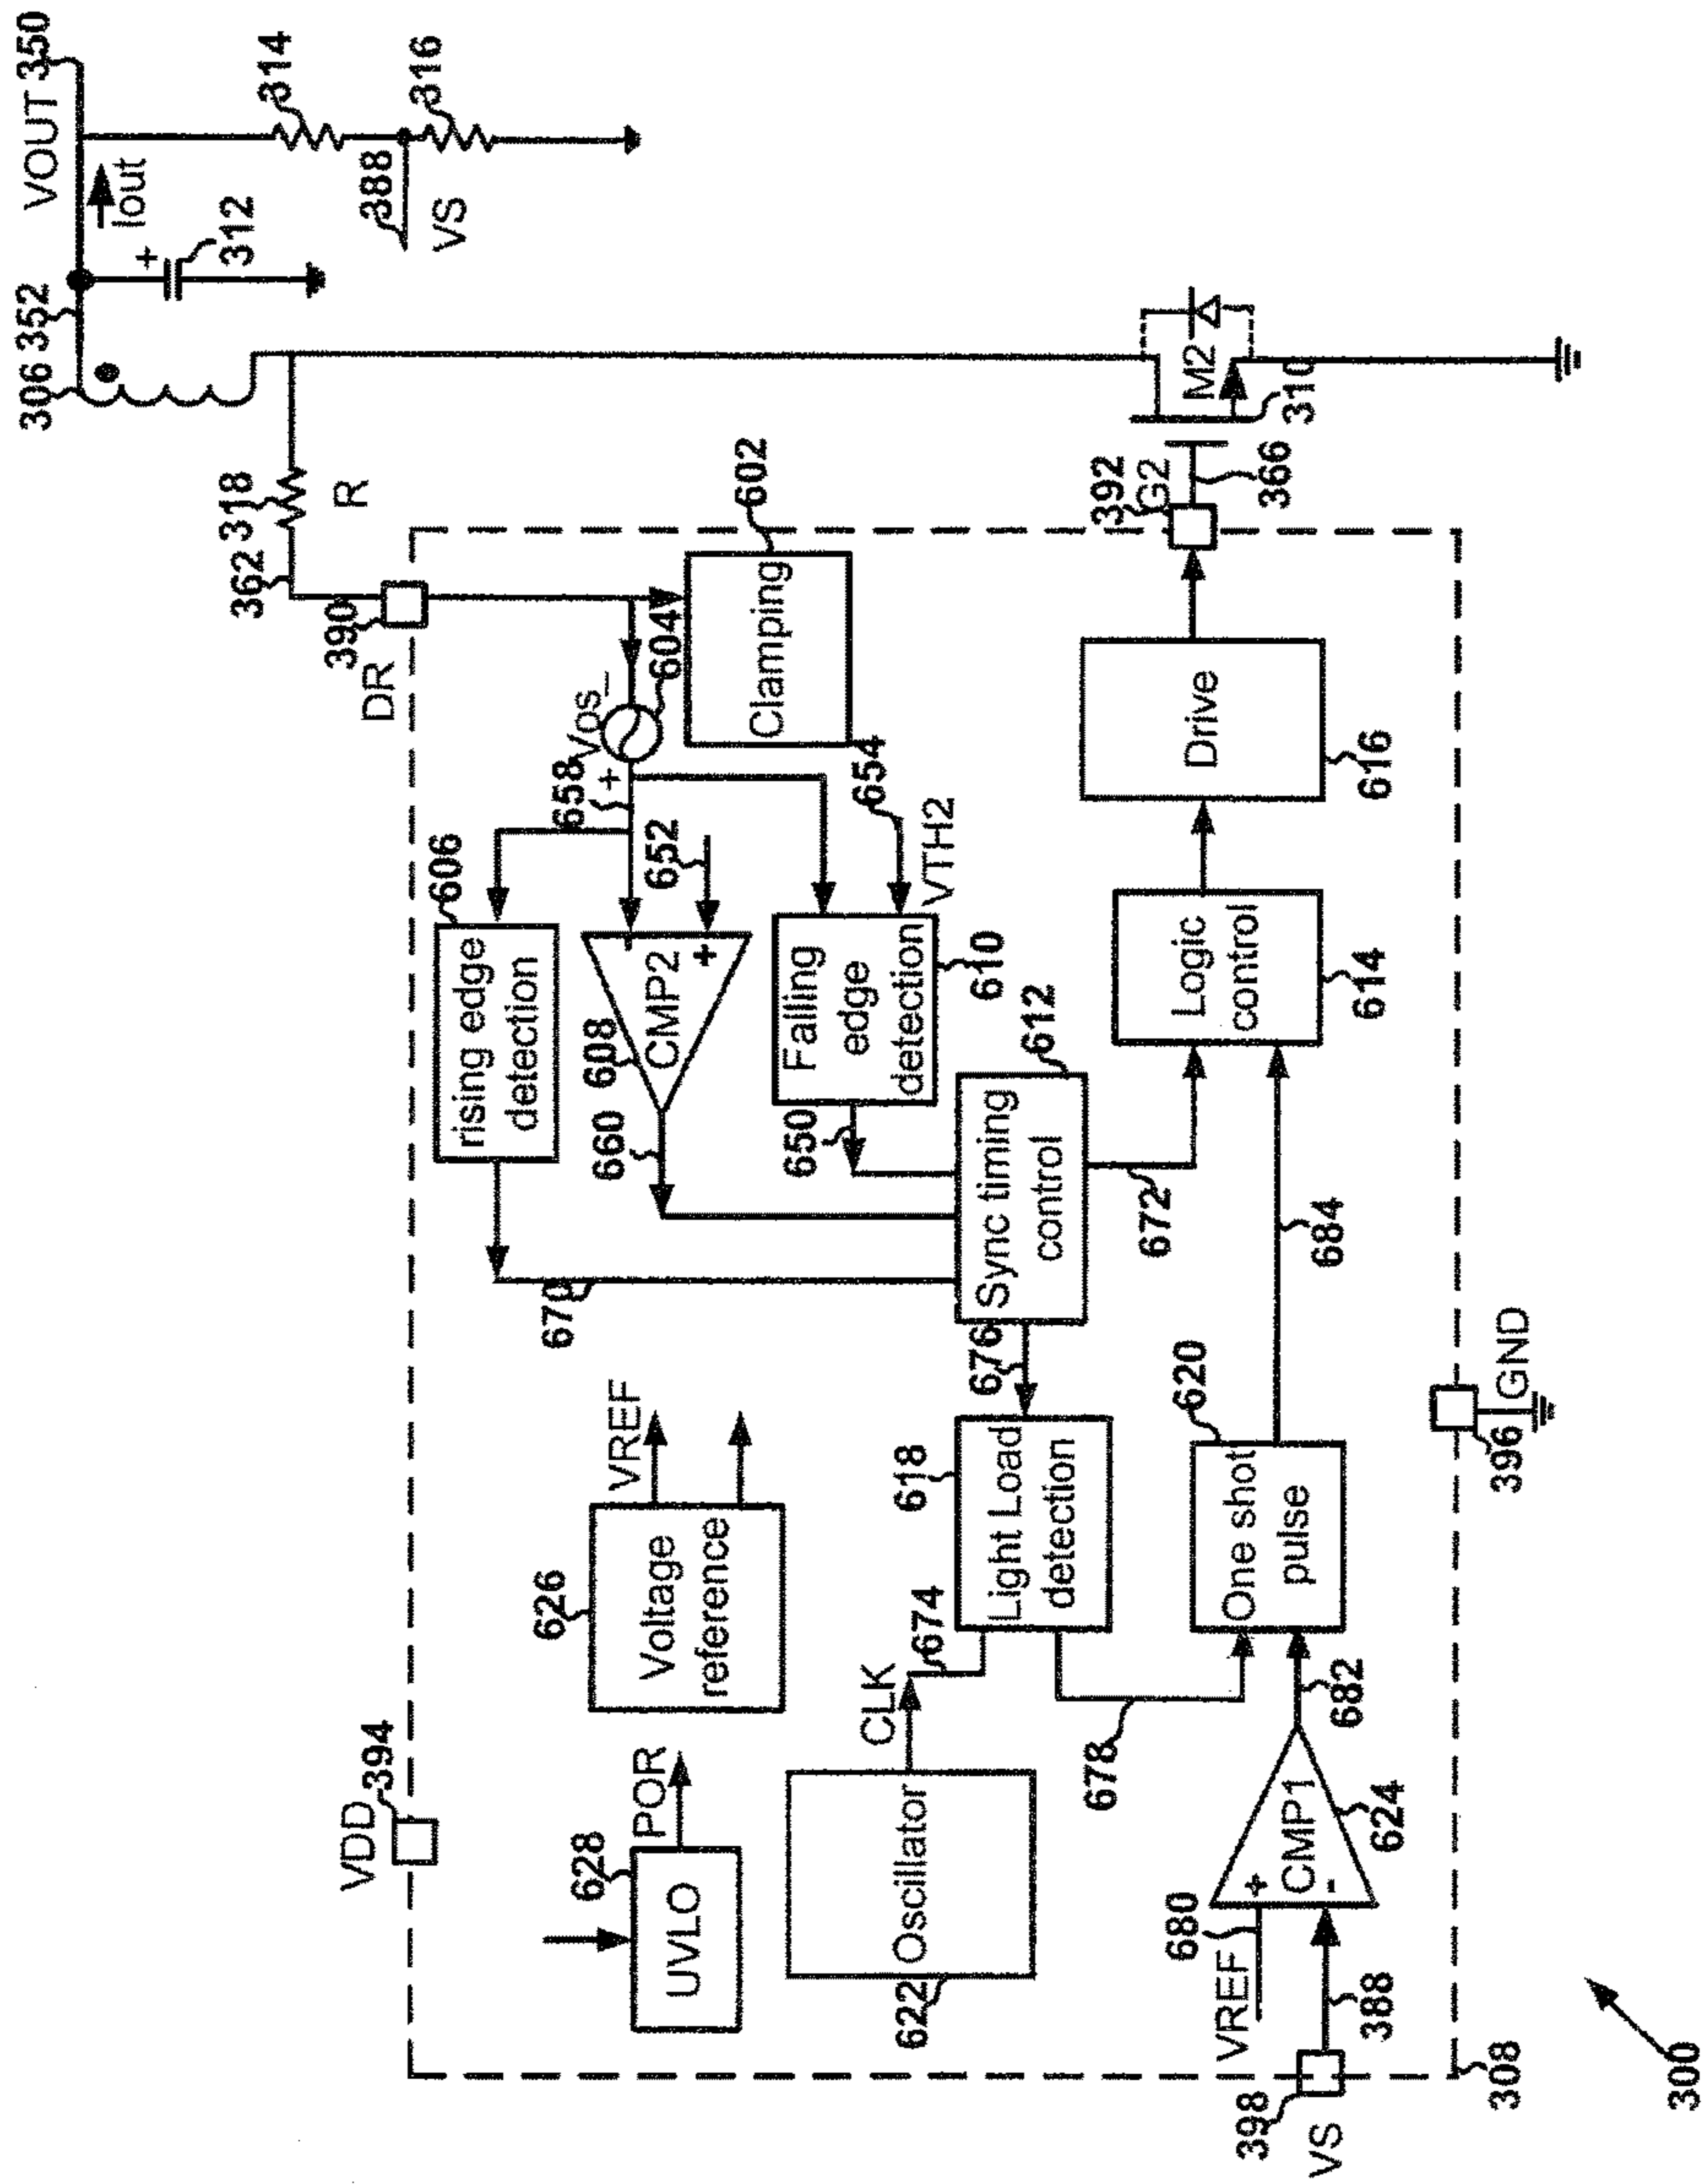 306
352
VOUT
350
Iout
+
312
314
388
VS
316
362
318
R
390
DR
VDD
394
628
UVLO
POR
626
Voltage
reference
VREF
606
rising edge
detection
670
658
+
Vos
-
604
602
Clamping
652
654
VTH2
-
+
CMP2
608
660
Falling
edge
detection
610
650
612
Sync timing
control
672
676
622
Oscillator
CLK
674
618
Light Load
detection
678
620
One shot
pulse
684
682
624
CMP1
+
-
680
VREF
388
398
VS
614
Logic
control
616
Drive
392
G2
366
M2
310
396
GND
308
300